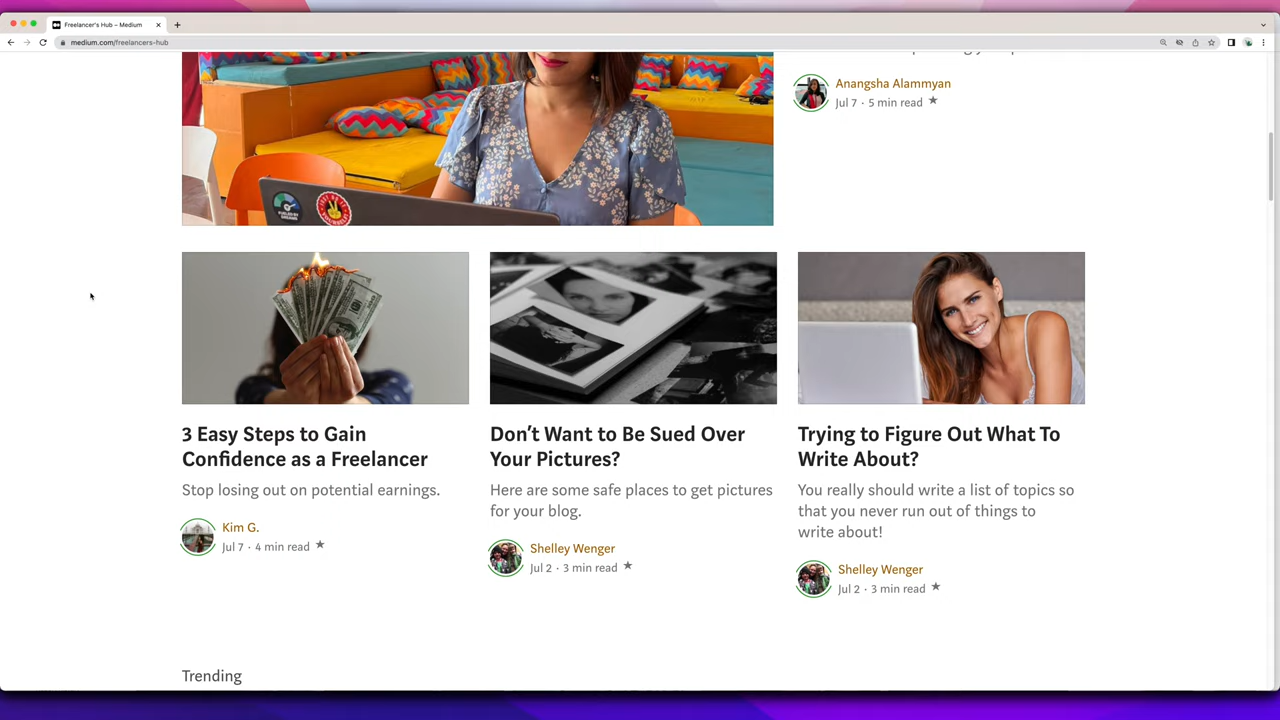 Freelancer's Hub – Medium
medium.com/freelancers-hub
Anangsha Alammyan
Jul 7 · 5 min read ★
3 Easy Steps to Gain
Confidence as a Freelancer
Stop losing out on potential earnings.
Kim G.
Jul 7 · 4 min read ★
Don't Want to Be Sued Over
Your Pictures?
Here are some safe places to get pictures
for your blog.
Shelley Wenger
Jul 2 · 3 min read ★
Trying to Figure Out What To
Write About?
You really should write a list of topics so
that you never run out of things to
write about!
Shelley Wenger
Jul 2 · 3 min read ★
Trending